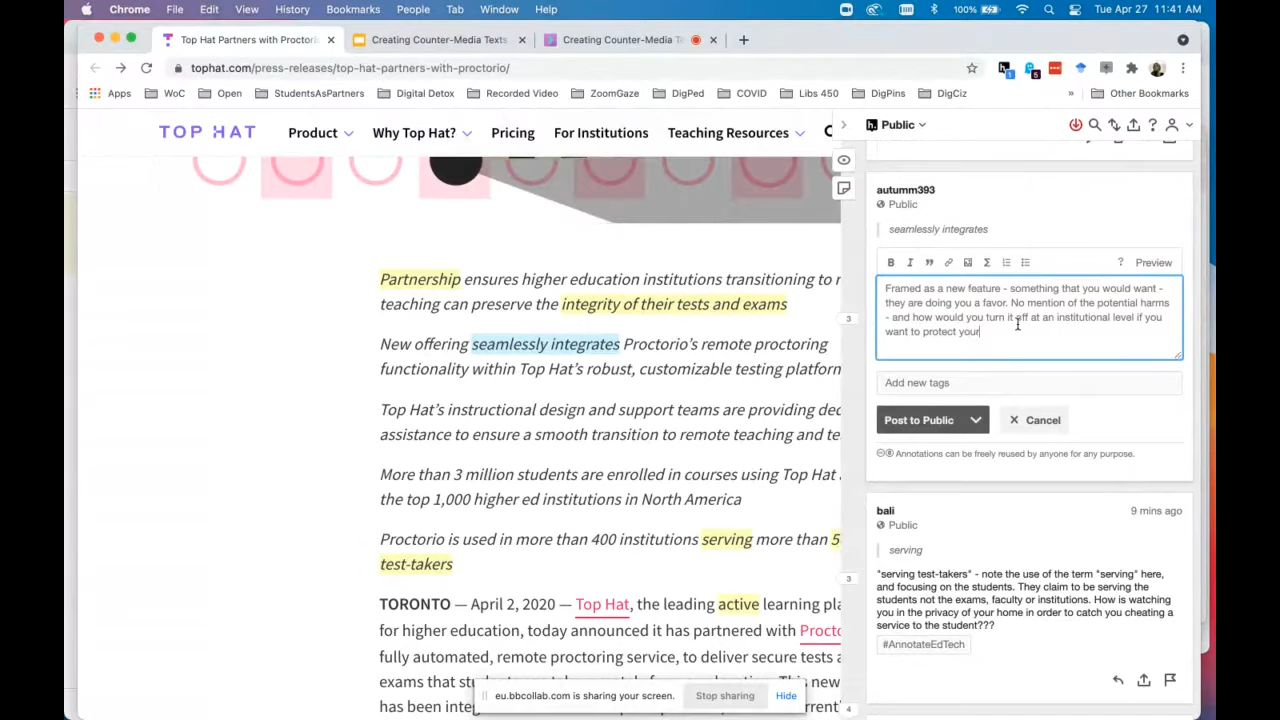 Chrome File Edit View History Bookmarks People Tab Window Help 100% Tue Apr 27 11:41 AM
Top Hat Partners with Proctorio Creating Counter-Media Texts Creating Counter-Media Te
tophat.com/press-releases/top-hat-partners-with-proctorio/
Apps WoC Open StudentsAsPartners Digital Detox Recorded Video ZoomGaze DigPed COVID Libs 450 DigPins DigCiz » Other Bookmarks
TOP HAT Product Why Top Hat? Pricing For Institutions Teaching Resources
Partnership ensures higher education institutions transitioning to r
teaching can preserve the integrity of their tests and exams
New offering seamlessly integrates Proctorio's remote proctoring
functionality within Top Hat's robust, customizable testing platform
Top Hat's instructional design and support teams are providing dec
assistance to ensure a smooth transition to remote teaching and te
More than 3 million students are enrolled in courses using Top Hat
the top 1,000 higher ed institutions in North America
Proctorio is used in more than 400 institutions serving more than 5
test-takers
TORONTO — April 2, 2020 — Top Hat, the leading active learning pla
for higher education, today announced it has partnered with Procto
fully automated, remote proctoring service, to deliver secure tests a
exams that
This new
has been integ
eu.bbcollab.com is sharing your screen. Stop sharing Hide
Public
autumm393
Public
seamlessly integrates
B I Preview
Framed as a new feature - something that you would want -
they are doing you a favor. No mention of the potential harms
- and how would you turn it off at an institutional level if you
want to protect your
Add new tags
Post to Public Cancel
Annotations can be freely reused by anyone for any purpose.
3
bali 9 mins ago
Public
serving
"serving test-takers" - note the use of the term "serving" here,
and focusing on the students. They claim to be serving the
students not the exams, faculty or institutions. How is watching
you in the privacy of your home in order to catch you cheating a
service to the student???
#AnnotateEdTech
3
4